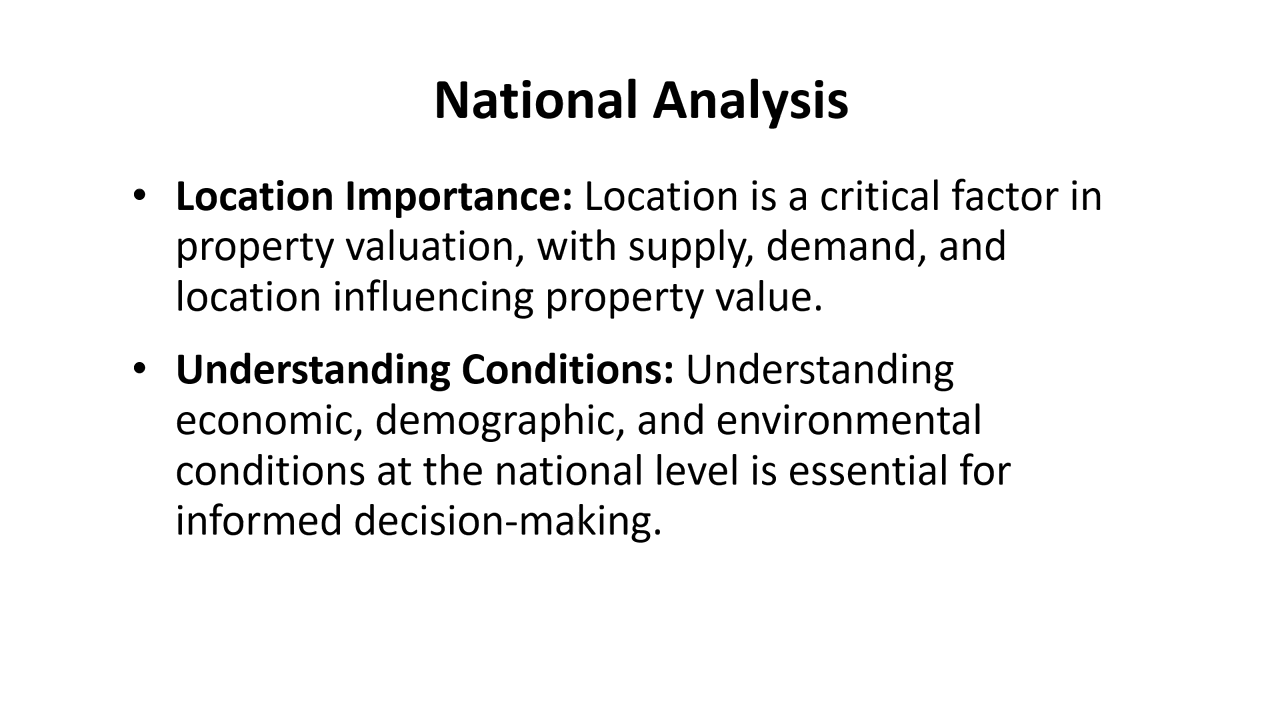 National Analysis
• Location Importance: Location is a critical factor in
property valuation, with supply, demand, and
location influencing property value.
• Understanding Conditions: Understanding
economic, demographic, and environmental
conditions at the national level is essential for
informed decision-making.